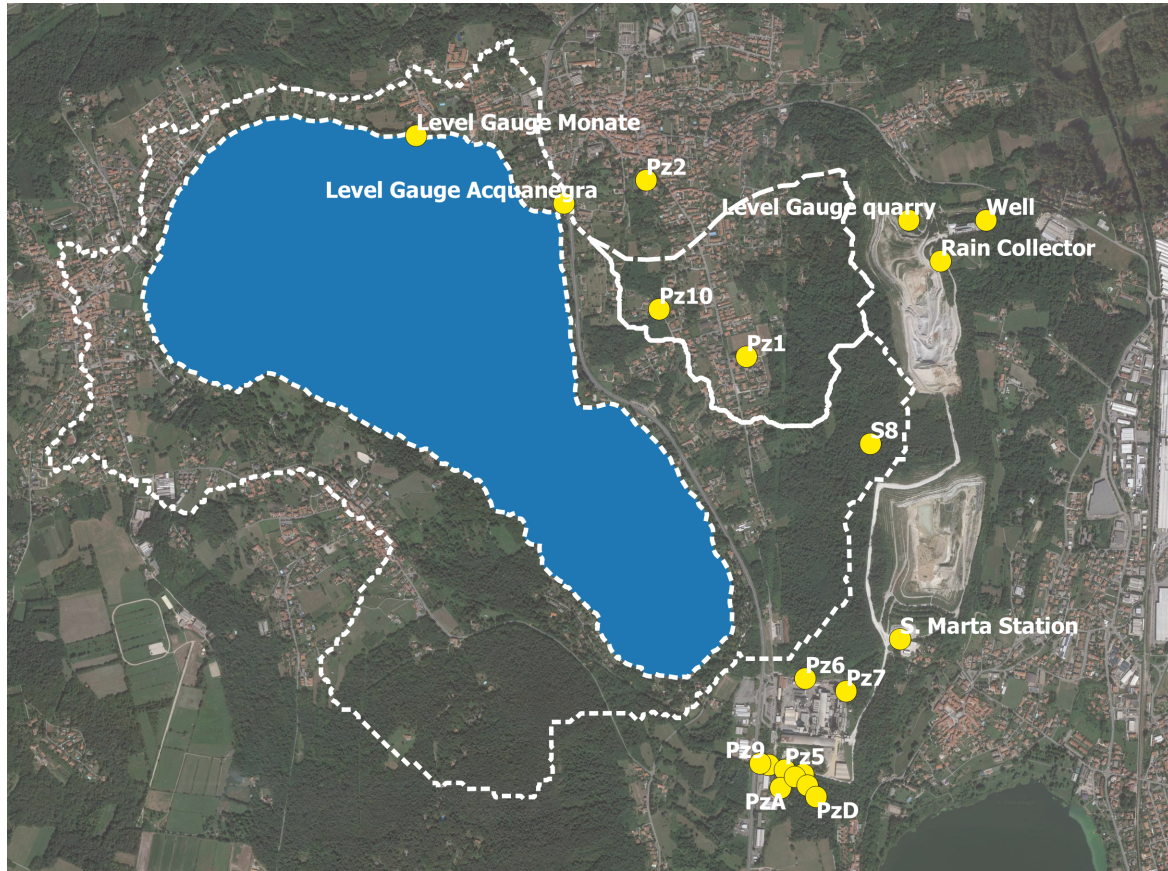 Level Gauge Monate
Pz2
Level Gauge Acquanegra
Level Gauge quarry
Well
Rain Collector
Pz10
Pz1
S8
S. Marta Station
Pz6
Pz7
Pz9
Pz5
PzA
PzD